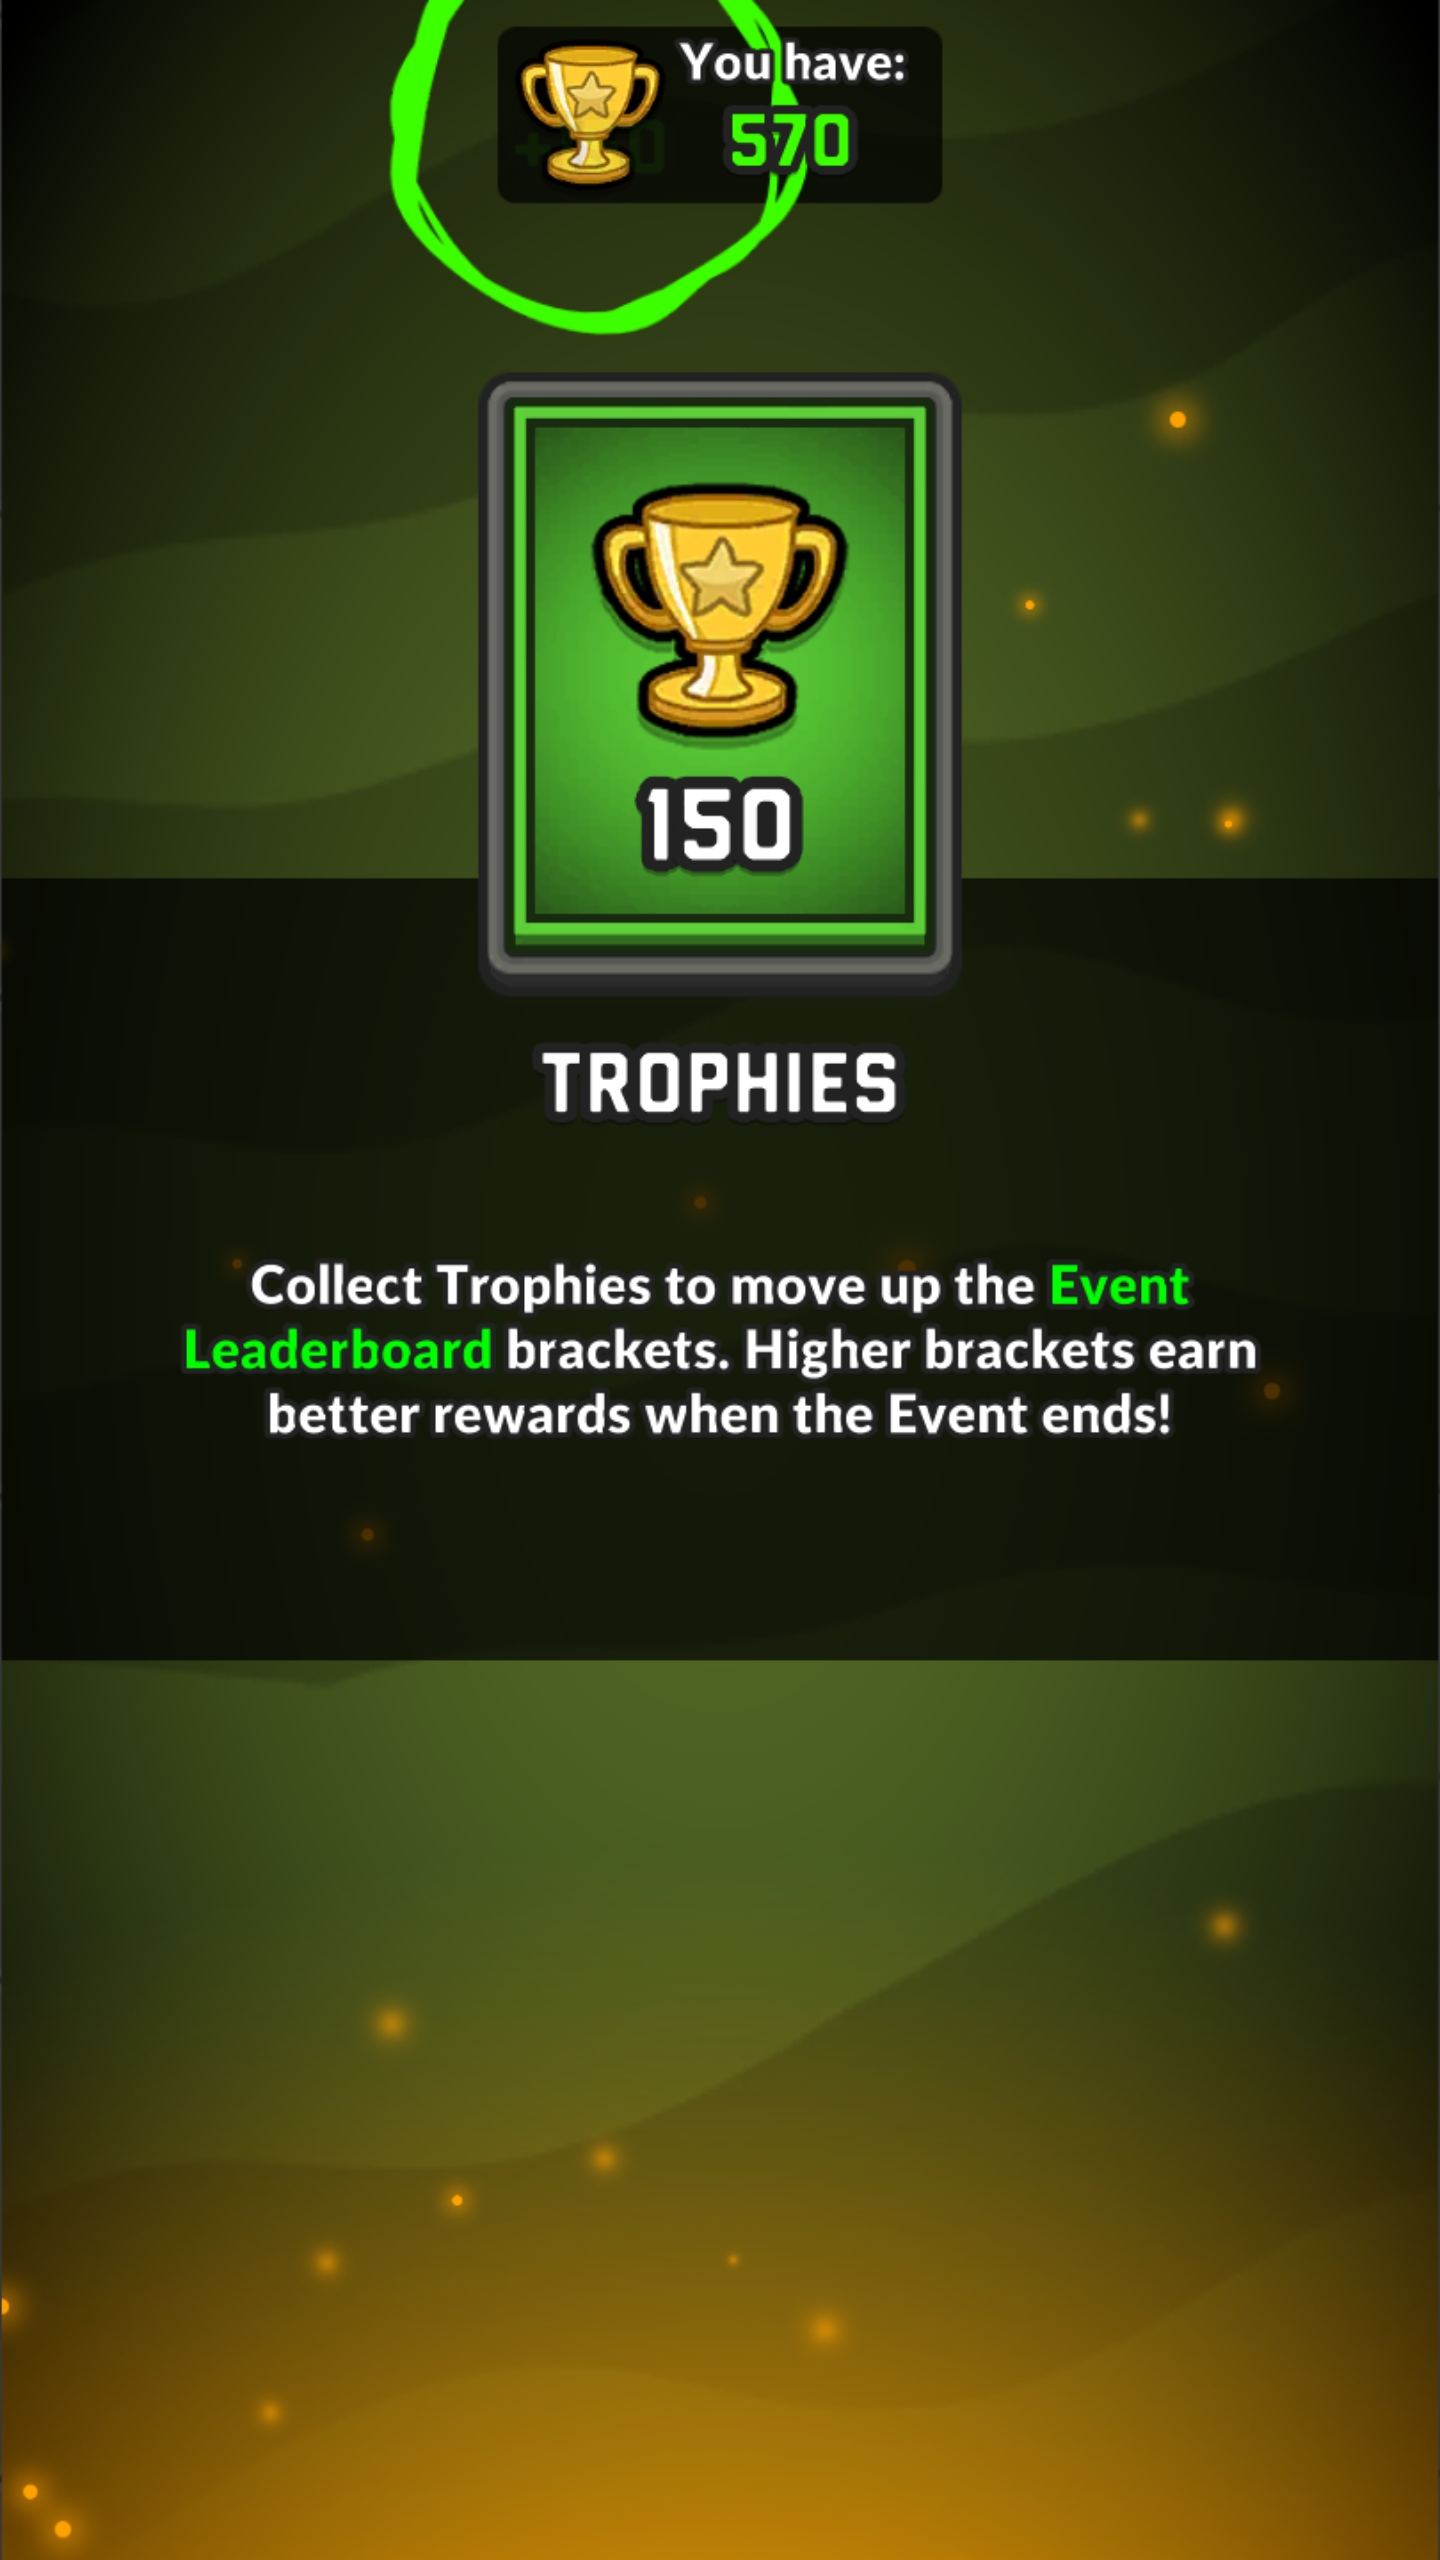 You have:
570
150
TROPHIES
Collect Trophies to move up the Event
Leaderboard brackets. Higher brackets earn
better rewards when the Event ends!